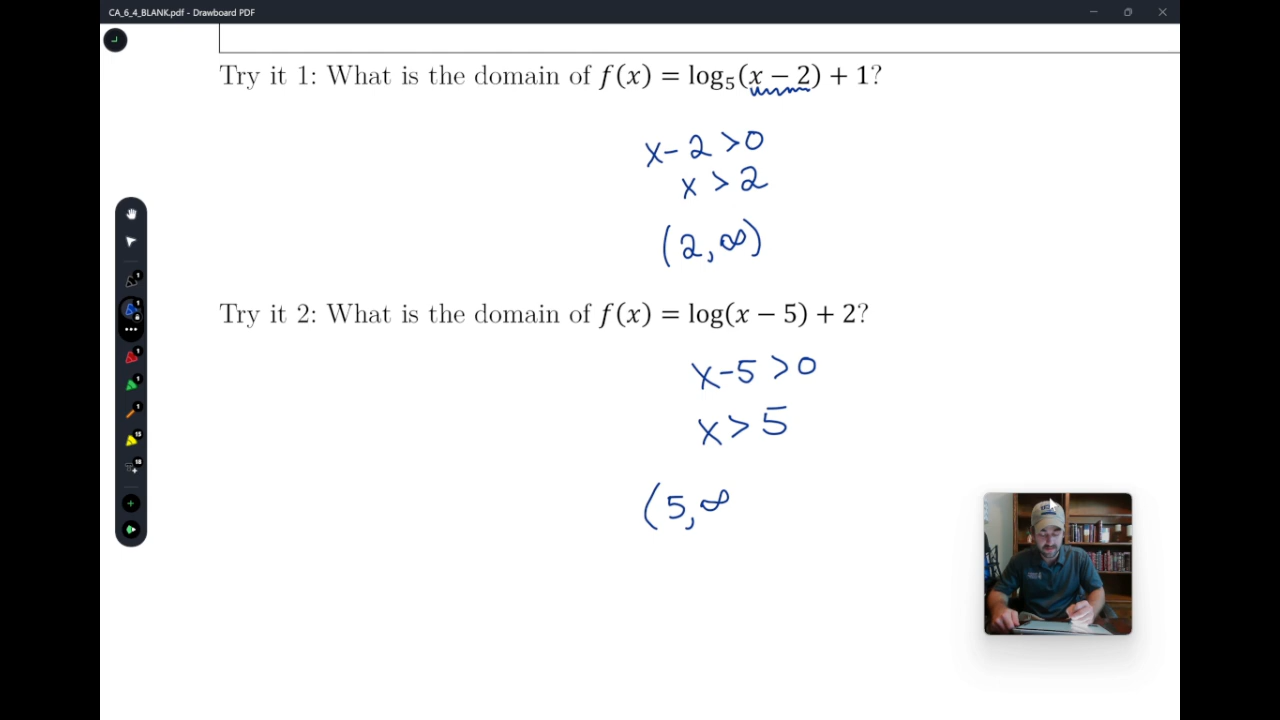 CA_6_4_BLANK.pdf - Drawboard PDF
Try it 1: What is the domain of f(x) = log₅(x − 2) + 1?
x-2 >0
x > 2
(2,∞)
Try it 2: What is the domain of f(x) = log(x − 5) + 2?
x-5 >0
x > 5
(5,∞